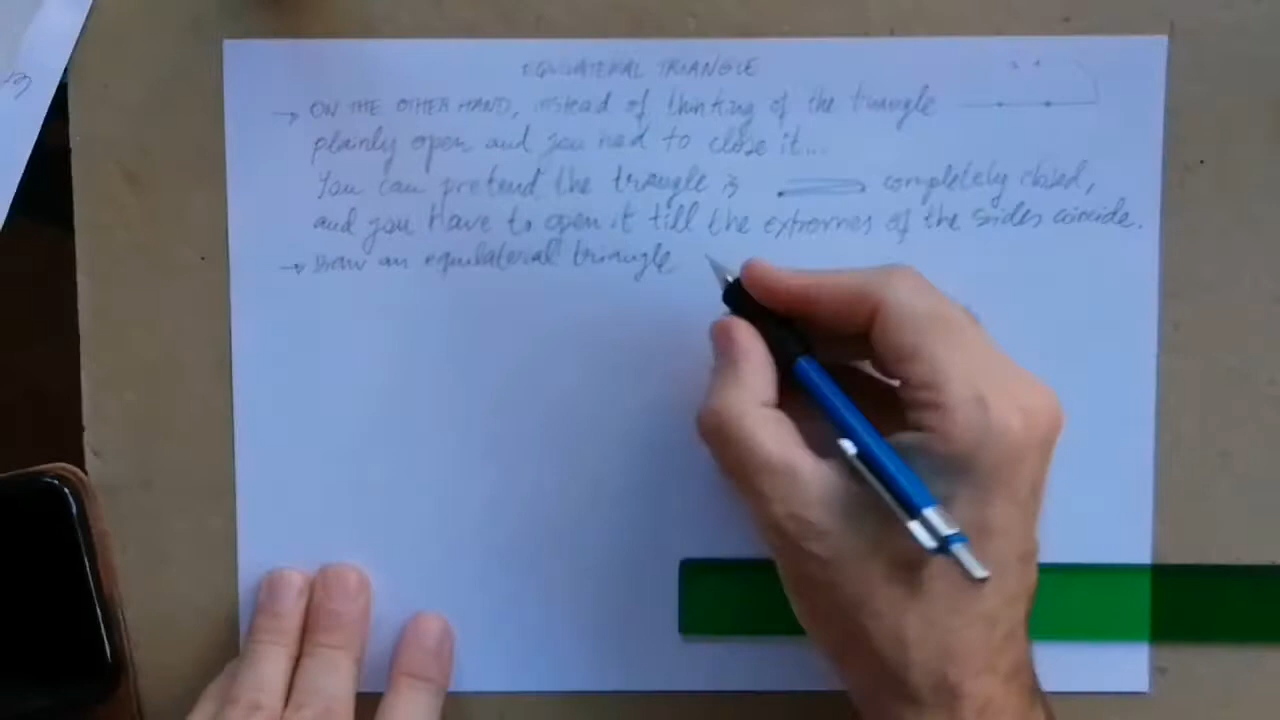 EQUILATERAL TRIANGLE
→ ON THE OTHER HAND, instead of thinking of the triangle
plainly open and you had to close it...
You can pretend the triangle is completely closed,
and you have to open it till the extremes of the sides coincide.
→ Draw an equilateral triangle